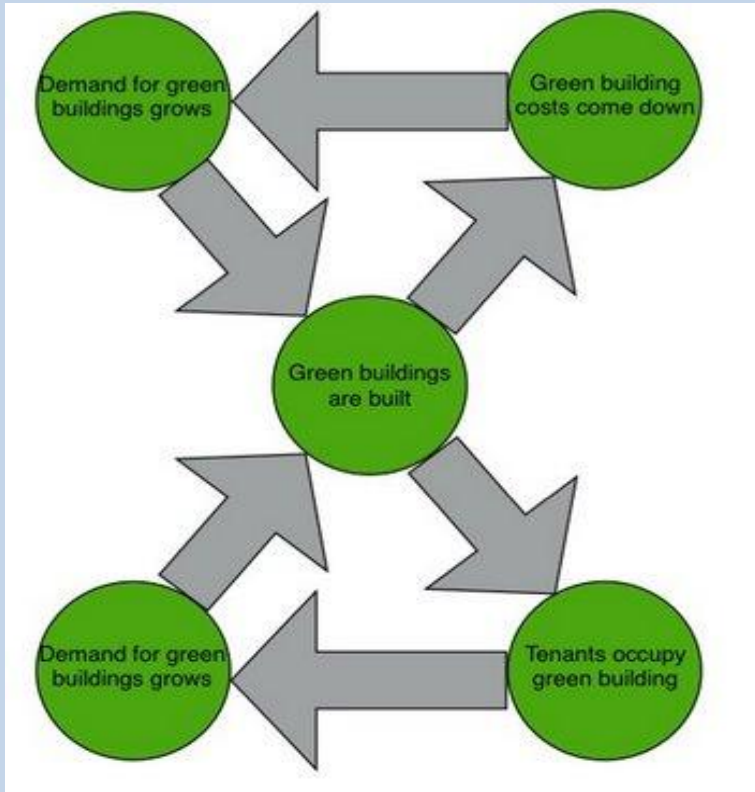 Demand for green
buildings grows
Green building
costs come down
Green buildings
are built
Demand for green
buildings grows
Tenants occupy
green building